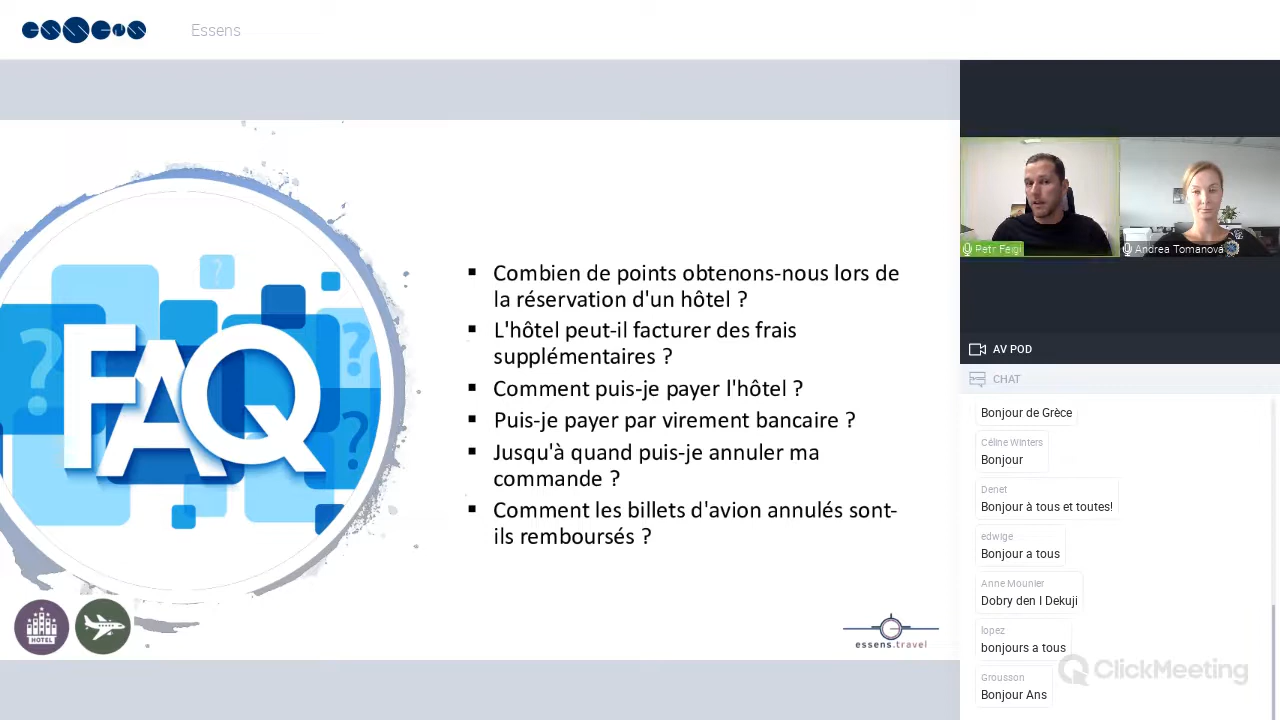 essens
Essens
FAQ
Combien de points obtenons-nous lors de
la réservation d'un hôtel ?
L'hôtel peut-il facturer des frais
supplémentaires ?
Comment puis-je payer l'hôtel ?
Puis-je payer par virement bancaire ?
Jusqu'à quand puis-je annuler ma
commande ?
Comment les billets d'avion annulés sont-
ils remboursés ?
HOTEL
essens.travel
Petr Feigl
Andrea Tomanová
AV POD
CHAT
Bonjour de Grèce
Céline Winters
Bonjour
Denet
Bonjour à tous et toutes!
edwige
Bonjour a tous
Anne Mounier
Dobry den I Dekuji
lopez
bonjours a tous
Grousson
Bonjour Ans
ClickMeeting